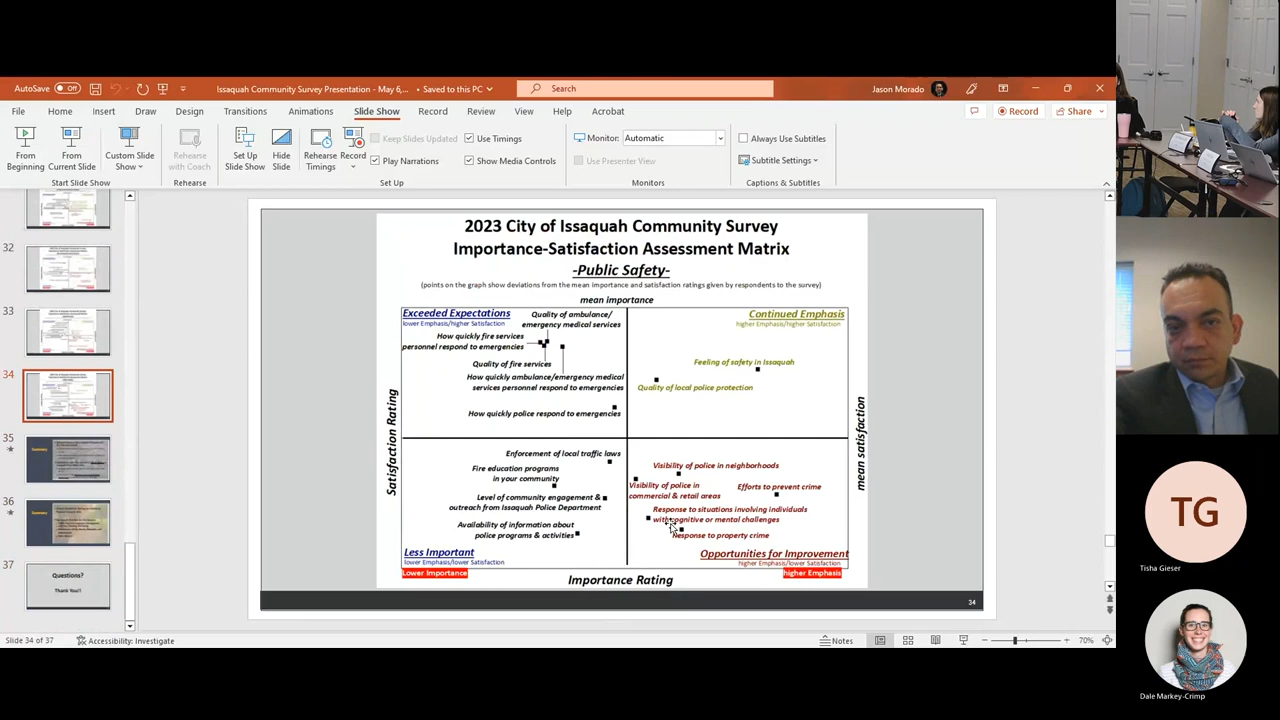 AutoSave Off
Issaquah Community Survey Presentation - May 6,... • Saved to this PC
Search
Jason Morado
File Home Insert Draw Design Transitions Animations Slide Show Record Review View Help Acrobat
Record Share
From Beginning
From Current Slide
Custom Slide Show
Start Slide Show
Rehearse with Coach
Rehearse
Set Up Slide Show
Hide Slide
Rehearse Timings
Record
Keep Slides Updated
Play Narrations
Use Timings
Show Media Controls
Set Up
Monitor: Automatic
Use Presenter View
Monitors
Always Use Subtitles
Subtitle Settings
Captions & Subtitles
32
33
34
35
Summary
36
Summary
37
Questions?
Thank You!!
2023 City of Issaquah Community Survey
Importance-Satisfaction Assessment Matrix
-Public Safety-
(points on the graph show deviations from the mean importance and satisfaction ratings given by respondents to the survey)
mean importance
Exceeded Expectations
lower Emphasis/higher Satisfaction
Quality of ambulance/
emergency medical services
How quickly fire services
personnel respond to emergencies
Quality of fire services
How quickly ambulance/emergency medical
services personnel respond to emergencies
How quickly police respond to emergencies
Continued Emphasis
higher Emphasis/higher Satisfaction
Feeling of safety in Issaquah
Quality of local police protection
Satisfaction Rating
mean satisfaction
Enforcement of local traffic laws
Fire education programs
in your community
Level of community engagement &
outreach from Issaquah Police Department
Availability of information about
police programs & activities
Less Important
lower Emphasis/lower Satisfaction
Lower Importance
Visibility of police in neighborhoods
Visibility of police in
commercial & retail areas
Efforts to prevent crime
Response to situations involving individuals
with cognitive or mental challenges
Response to property crime
Opportunities for Improvement
higher Emphasis/lower Satisfaction
higher Emphasis
Importance Rating
34
Slide 34 of 37
Accessibility: Investigate
Notes
70%
TG
Tisha Gieser
Dale Markey-Crimp